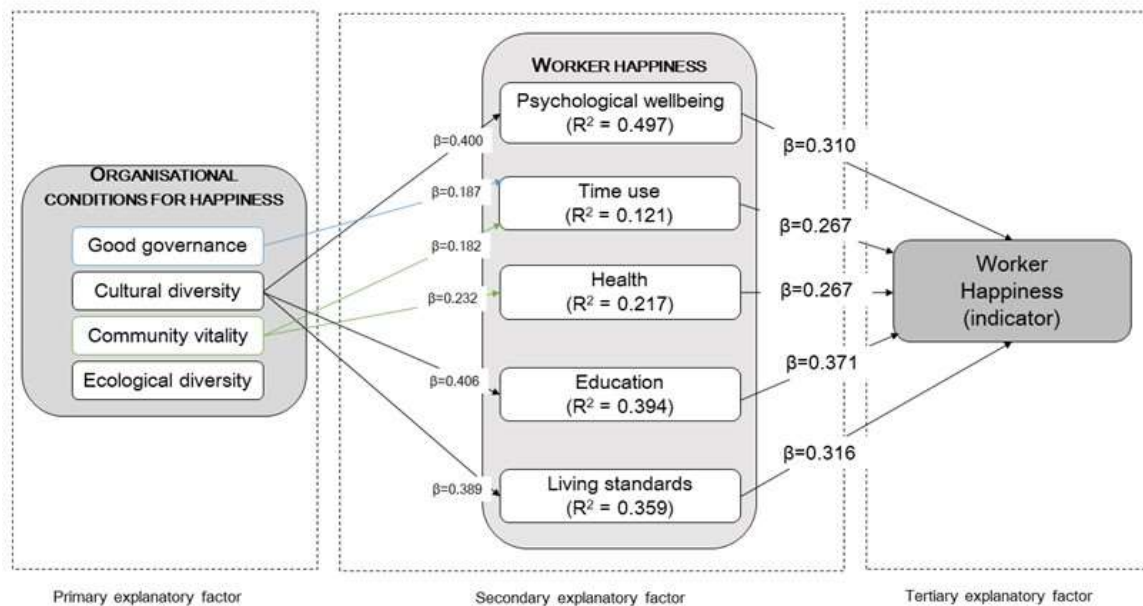 ORGANISATIONAL
CONDITIONS FOR HAPPINESS
Good governance
Cultural diversity
Community vitality
Ecological diversity
β=0.400
β=0.187
β=0.182
β=0.232
β=0.406
β=0.389
WORKER HAPPINESS
Psychological wellbeing
(R² = 0.497)
Time use
(R² = 0.121)
Health
(R² = 0.217)
Education
(R² = 0.394)
Living standards
(R² = 0.359)
β=0.310
β=0.267
β=0.267
β=0.371
β=0.316
Worker
Happiness
(indicator)
Primary explanatory factor
Secondary explanatory factor
Tertiary explanatory factor